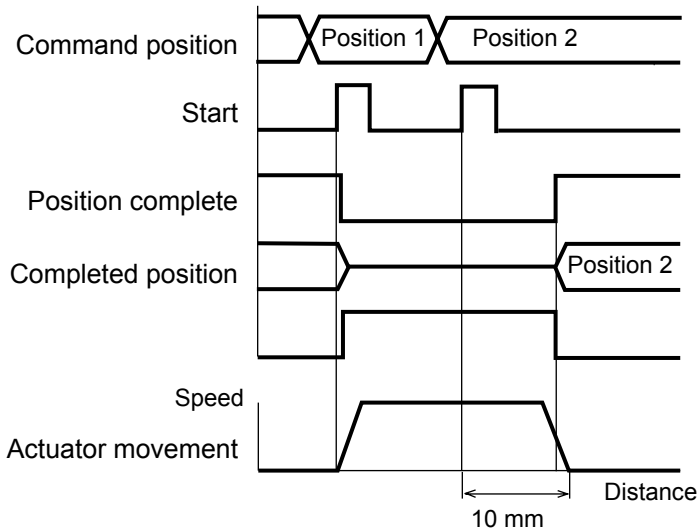 Command position
Position 1
Position 2
Start
Position complete
Completed position
Position 2
Speed
Actuator movement
Distance
10 mm